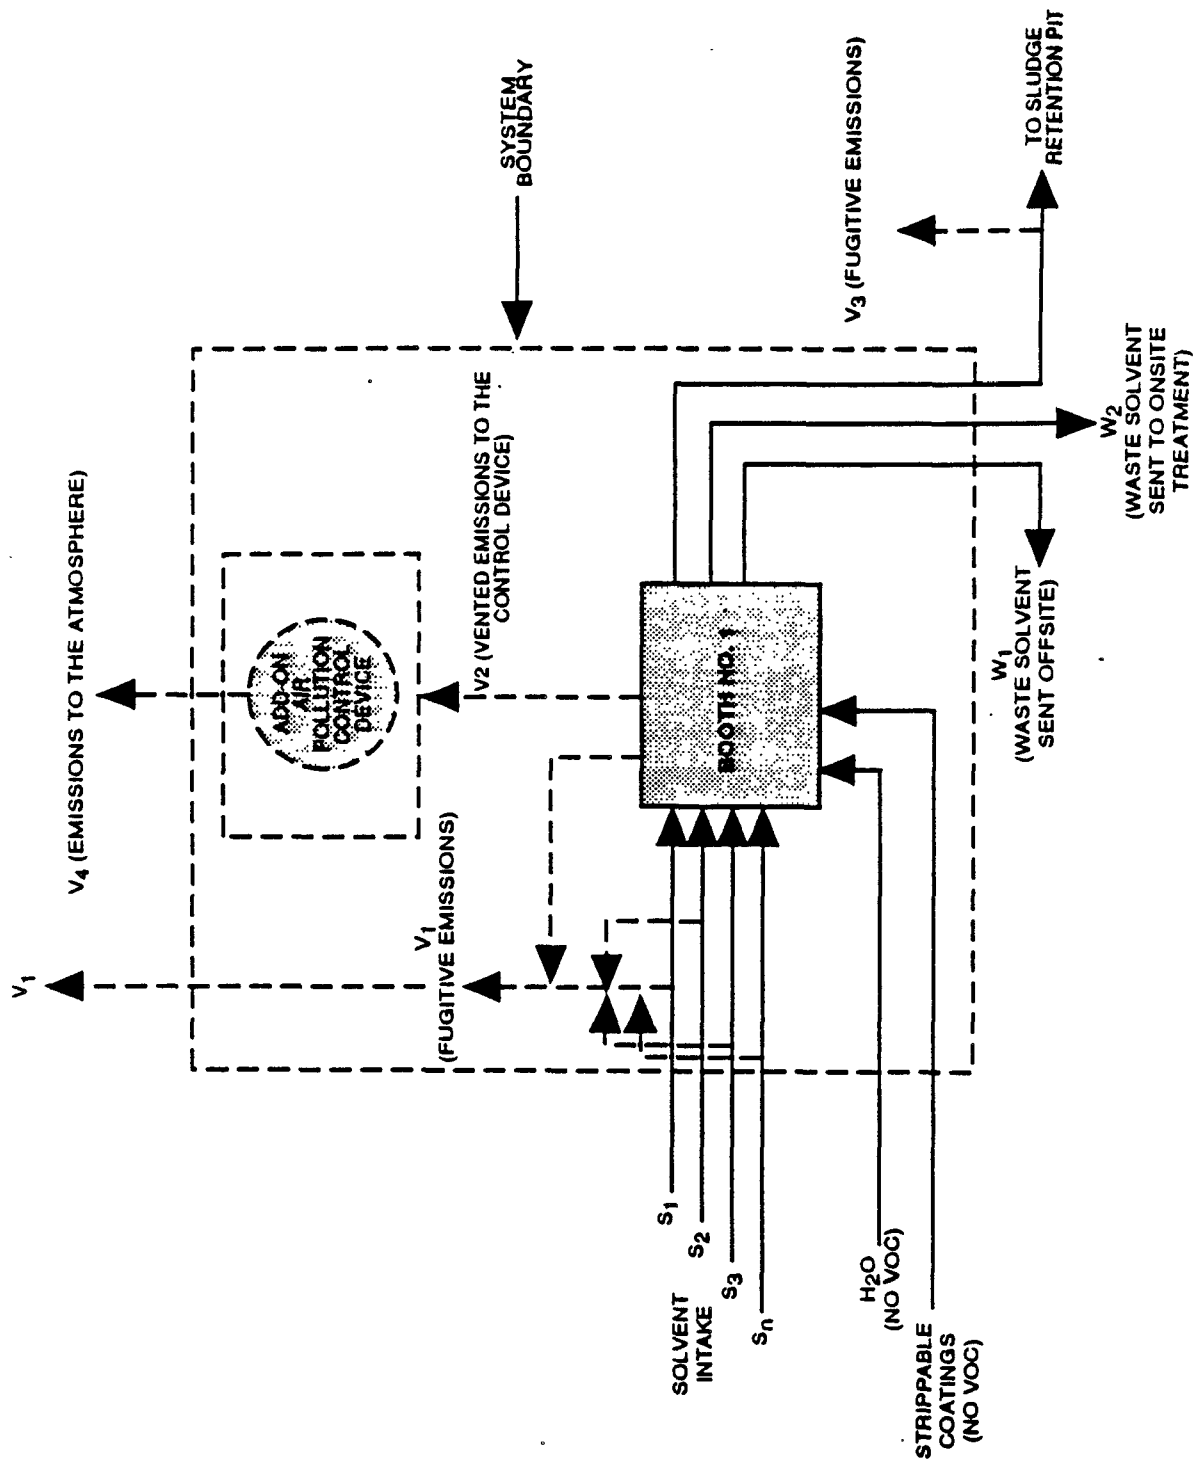 V1
V4 (EMISSIONS TO THE ATMOSPHERE)
ADD-ON
AIR
POLLUTION
CONTROL
DEVICE
SYSTEM
BOUNDARY
V1
(FUGITIVE EMISSIONS)
V2 (VENTED EMISSIONS TO THE
CONTROL DEVICE)
SOLVENT
INTAKE
S1
S2
S3
Sn
BOOTH NO. 1
V3 (FUGITIVE EMISSIONS)
TO SLUDGE
RETENTION PIT
H2O
(NO VOC)
STRIPPABLE
COATINGS
(NO VOC)
W1
(WASTE SOLVENT
SENT OFFSITE)
W2
(WASTE SOLVENT
SENT TO ONSITE
TREATMENT)